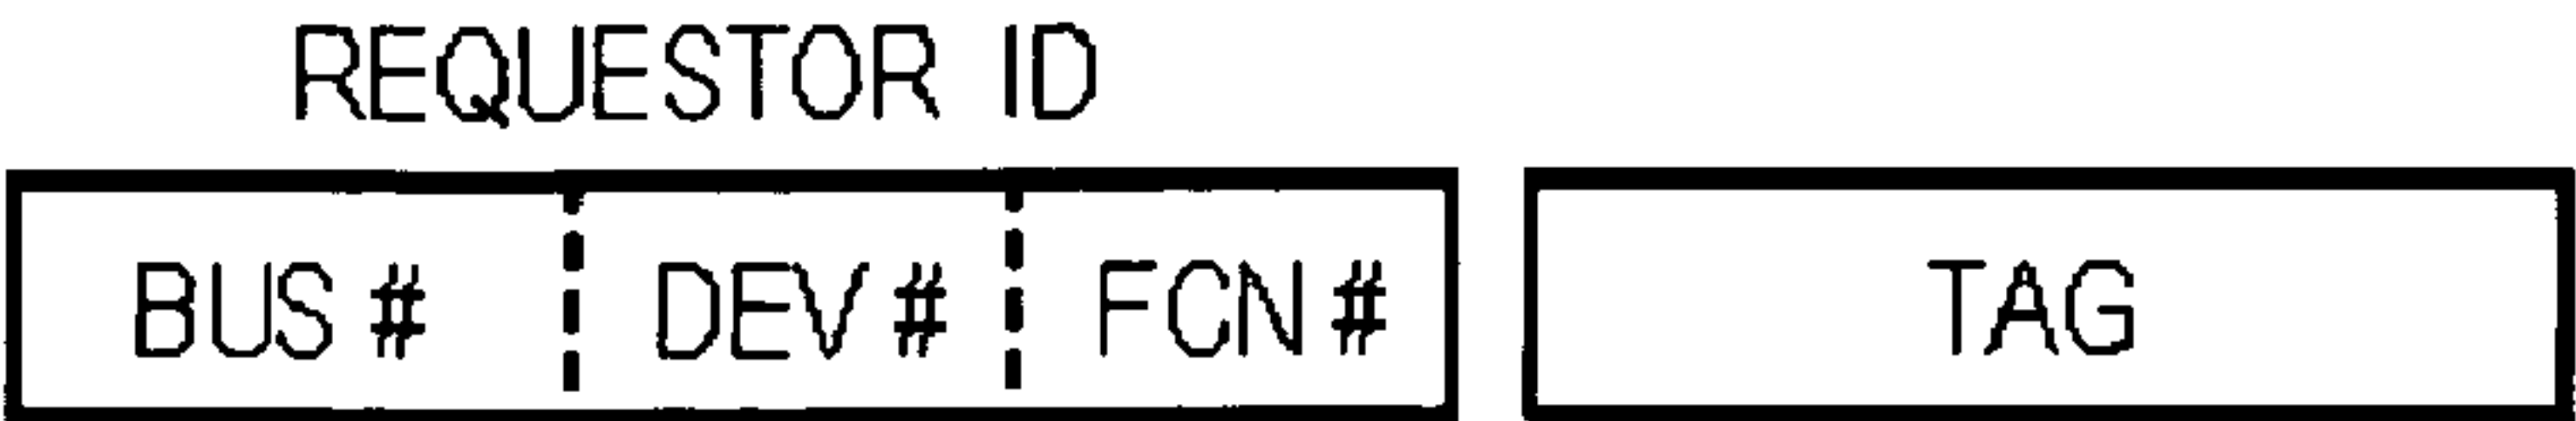 REQUESTOR ID
BUS # DEV # FCN # TAG